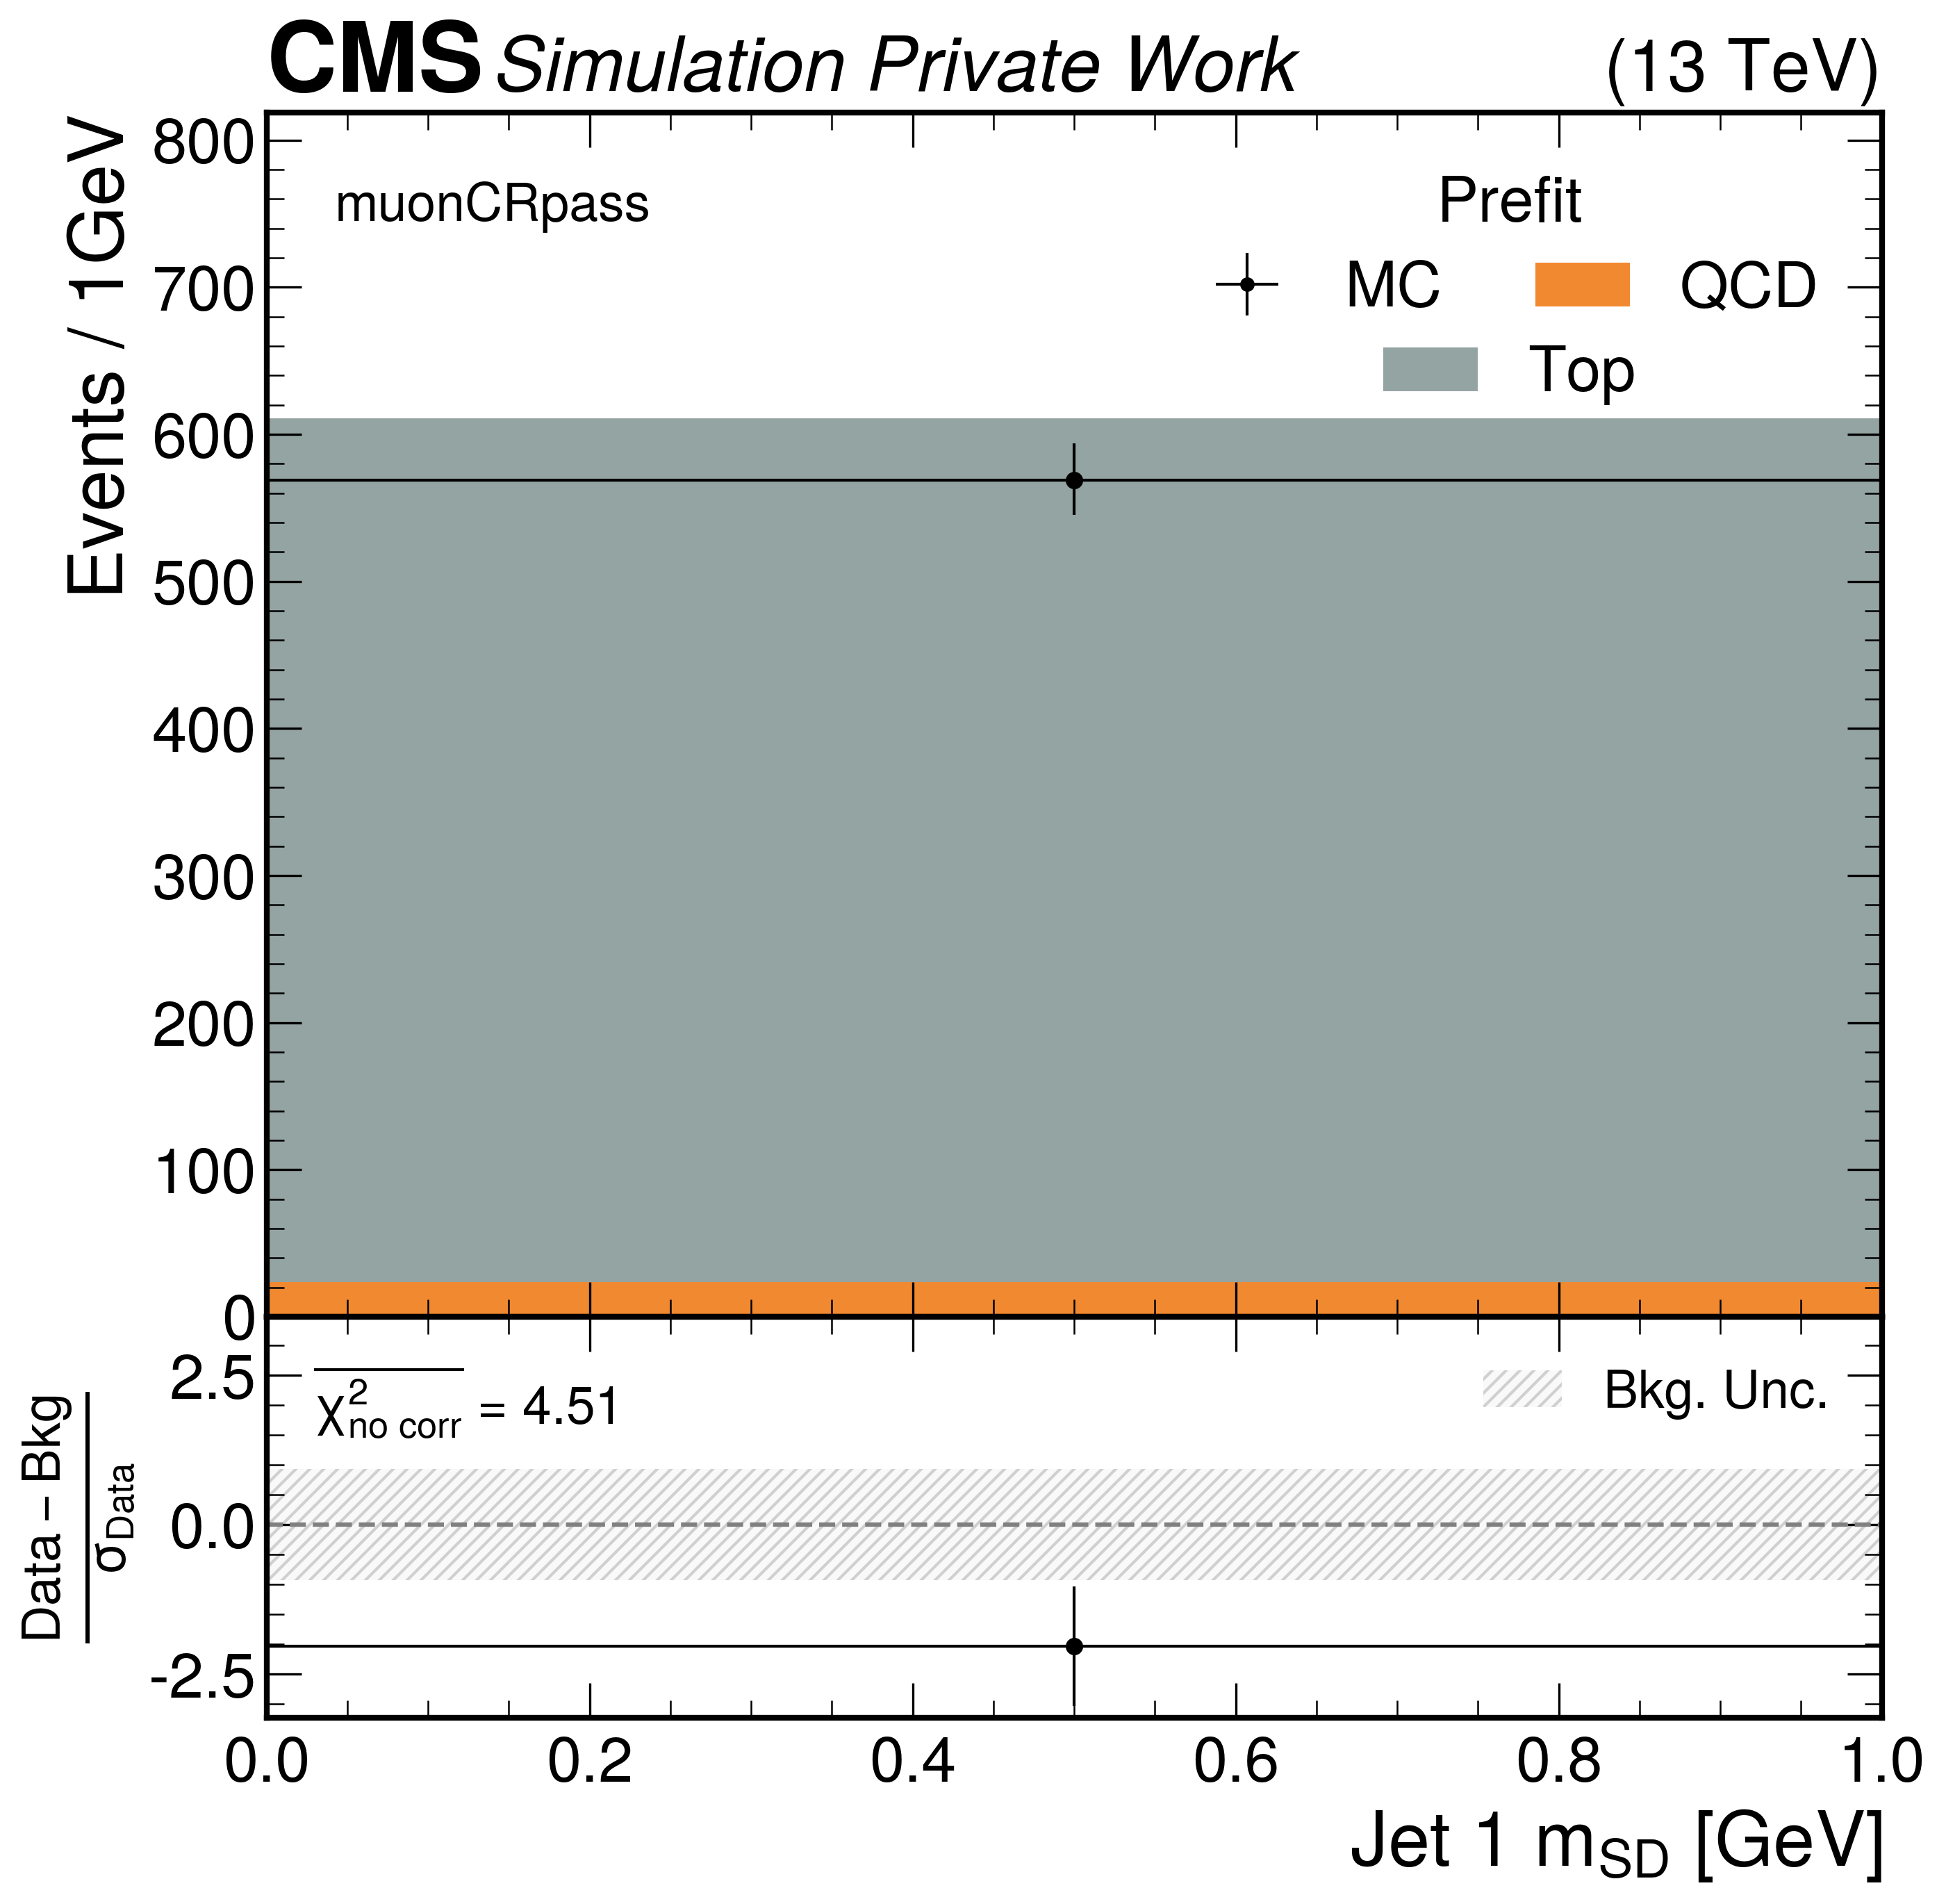 CMS Simulation Private Work (13 TeV)
Events / 1GeV
800
700
600
500
400
300
200
100
0
muonCRpass
Prefit
MC QCD
Top
Data – Bkg
σData
2.5
0.0
-2.5
χ²no corr = 4.51
Bkg. Unc.
0.0 0.2 0.4 0.6 0.8 1.0
Jet 1 mSD [GeV]